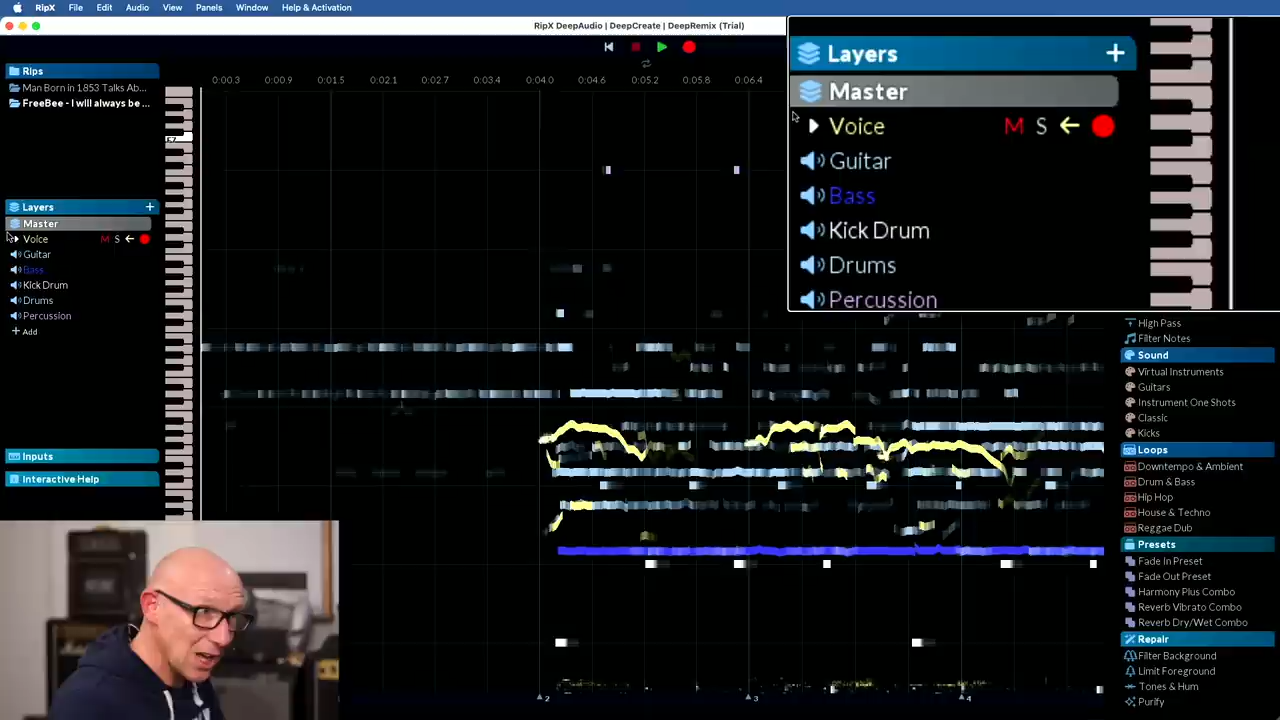 RipX File Edit Audio Voice Panels Window Help & Activation
RipX DeepAudio | DeepCreate | DeepRemix (Trial)
0:00.3 0:00.9 0:01.5 0:02.1 0:02.7 0:03.4 0:04.0 0:04.6 0:05.2 0:05.8 0:06.4
Rips
Man Born in 1853 Talks Ab...
FreeBee - I will always be ...
Layers +
Master
Voice M S
Guitar
Bass
Kick Drum
Drums
Percussion
+ Add
Inputs
Interactive Help
Layers +
Master
Voice M S
Guitar
Bass
Kick Drum
Drums
Percussion
High Pass
Filter Notes
Sound
Virtual Instruments
Guitars
Instrument One Shots
Classic
Kicks
Loops
Downtempo & Ambient
Drum & Bass
Hip Hop
House & Techno
Reggae Dub
Presets
Fade In Preset
Fade Out Preset
Harmony Plus Combo
Reverb Vibrato Combo
Reverb Dry/Wet Combo
Repair
Filter Background
Limit Foreground
Tones & Hum
Purify
2 3 4